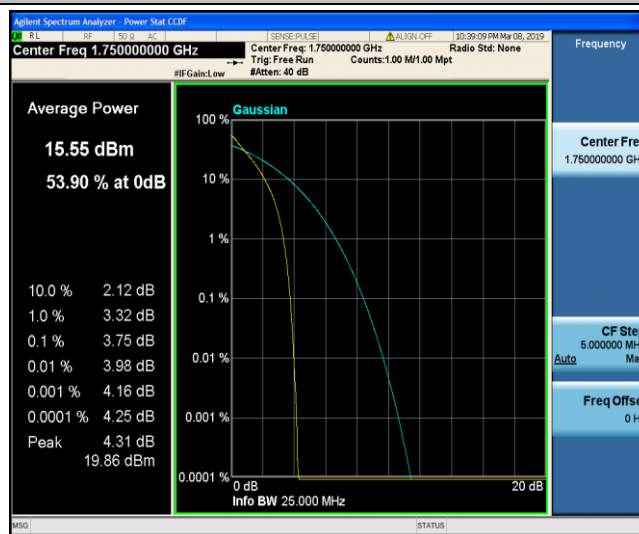 Agilent Spectrum Analyzer - Power Stat CCDF
RL RF 50 Ω AC SENSE:PULSE ALIGN OFF 10:39:09 PM Mar 08, 2019
Center Freq 1.750000000 GHz
Center Freq: 1.750000000 GHz Radio Std: None
Trig: Free Run Counts:1.00 M/1.00 Mpt
#IFGain:Low #Atten: 40 dB
Frequency
Average Power
15.55 dBm
53.90 % at 0dB
10.0 % 2.12 dB
1.0 % 3.32 dB
0.1 % 3.75 dB
0.01 % 3.98 dB
0.001 % 4.16 dB
0.0001 % 4.25 dB
Peak 4.31 dB
19.86 dBm
Gaussian
100 %
10 %
1 %
0.1 %
0.01 %
0.001 %
0.0001 %
0 dB 20 dB
Info BW 25.000 MHz
Center Fre
1.750000000 GH
CF Ste
5.000000 MH
Auto Ma
Freq Offse
0 H
MSG STATUS